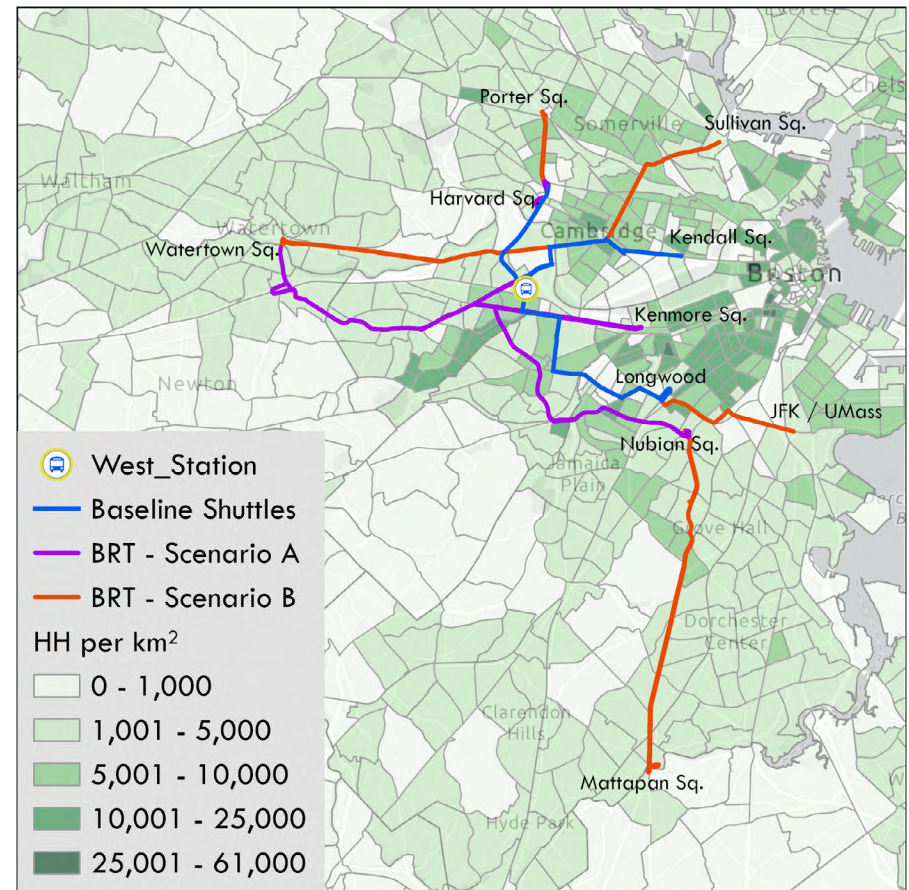 Everett
Chels
Porter Sq.
Somerville
Sullivan Sq.
Waltham
Harvard Sq.
Watertown
Cambridge
Kendall Sq.
Watertown Sq.
Boston
Kenmore Sq.
Newton
Longwood
JFK / UMass
Nubian Sq.
Jamaica
Plain
Grove Hall
Dorchester
Center
Clarendon
Hills
Mattapan Sq.
Hyde Park
West_Station
Baseline Shuttles
BRT - Scenario A
BRT - Scenario B
HH per km²
0 - 1,000
1,001 - 5,000
5,001 - 10,000
10,001 - 25,000
25,001 - 61,000